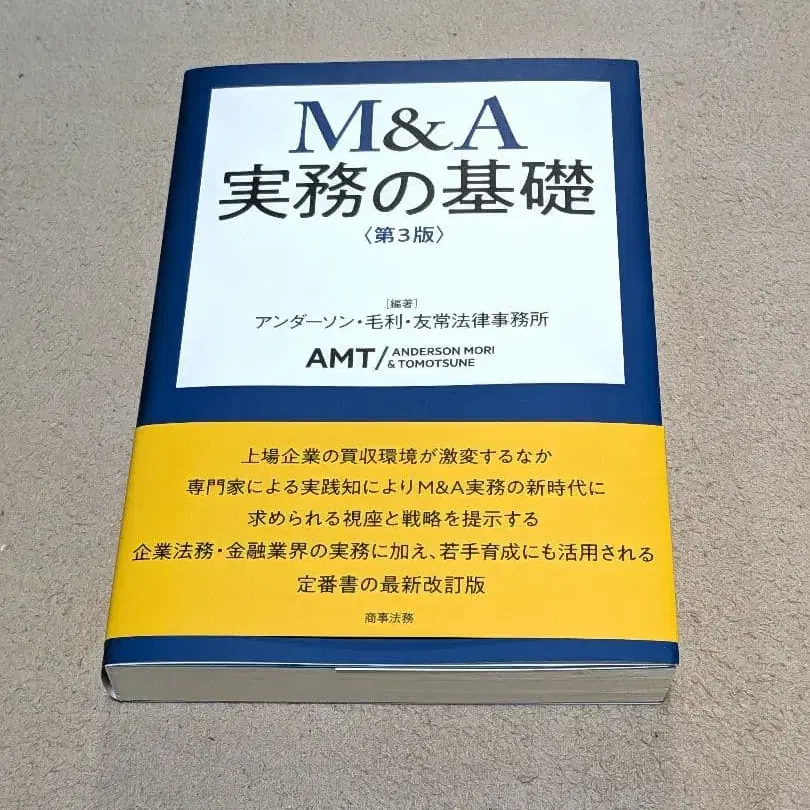 M&A
実務の基礎
〈第3版〉
[編著]
アンダーソン・毛利・友常法律事務所
AMT/ ANDERSON MORI
& TOMOTSUNE
上場企業の買収環境が激変するなか
専門家による実践知によりM&A実務の新時代に
求められる視座と戦略を提示する
企業法務・金融業界の実務に加え、若手育成にも活用される
定番書の最新改訂版
商事法務